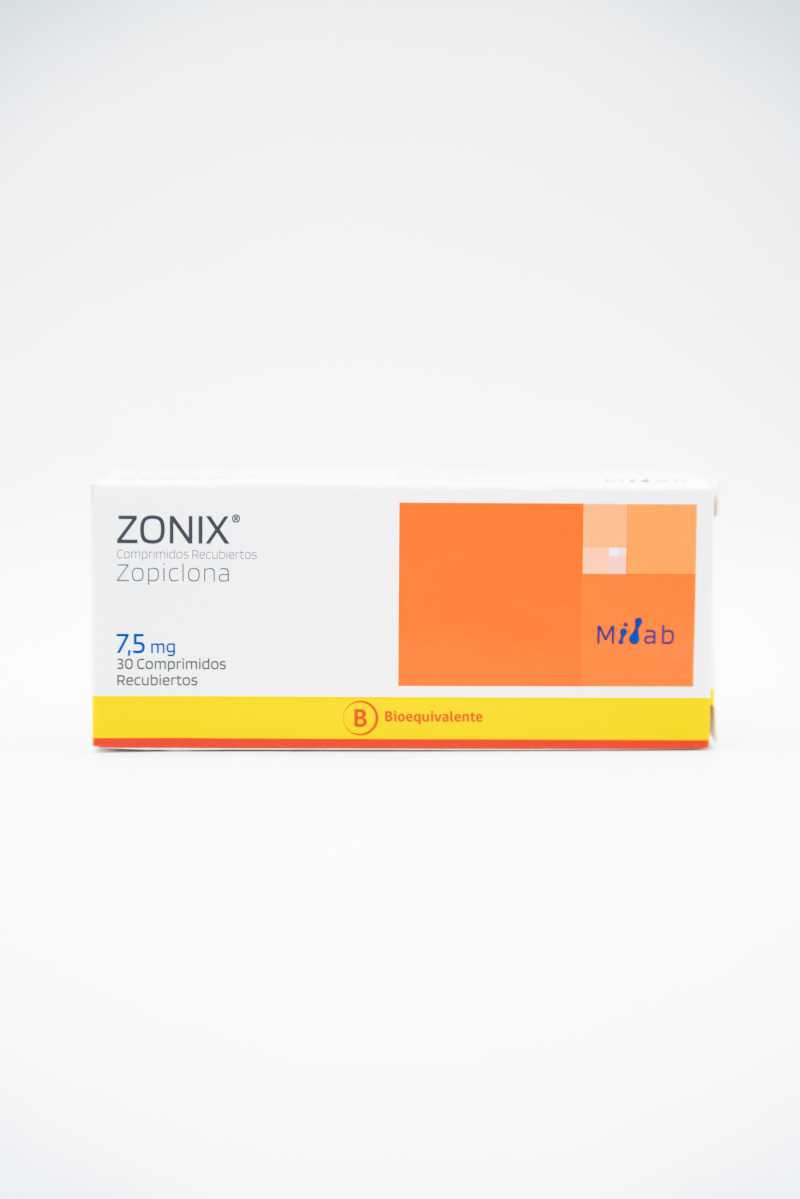 ZONIX®
Comprimidos Recubiertos
Zopiclona
7,5 mg
30 Comprimidos
Recubiertos
Milab
B Bioequivalente